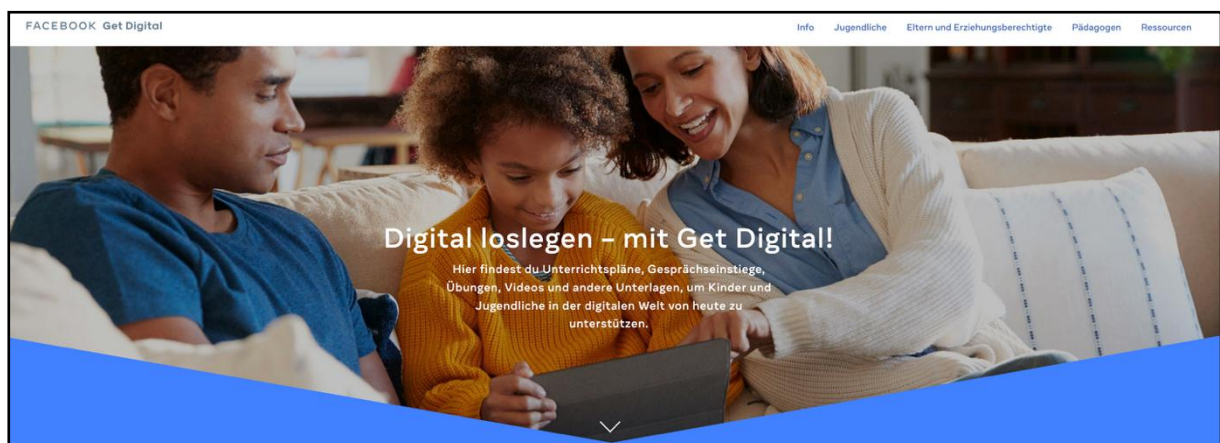 FACEBOOK Get Digital
Info Jugendliche Eltern und Erziehungsberechtigte Pädagogen Ressourcen
Digital loslegen – mit Get Digital!
Hier findest du Unterrichtspläne, Gesprächseinstiege,
Übungen, Videos und andere Unterlagen, um Kinder und
Jugendliche in der digitalen Welt von heute zu
unterstützen.